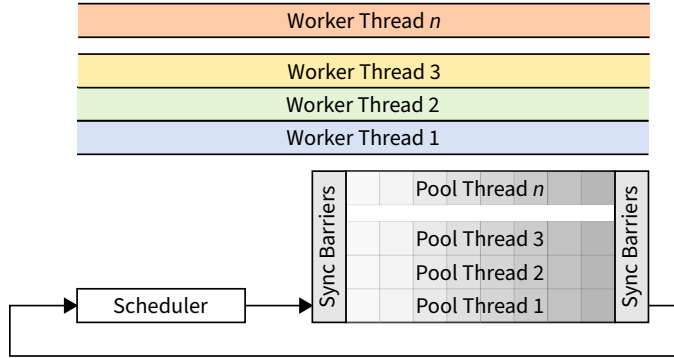 Worker Thread n
Worker Thread 3
Worker Thread 2
Worker Thread 1
Sync Barriers
Pool Thread n
Pool Thread 3
Pool Thread 2
Pool Thread 1
Sync Barriers
Scheduler